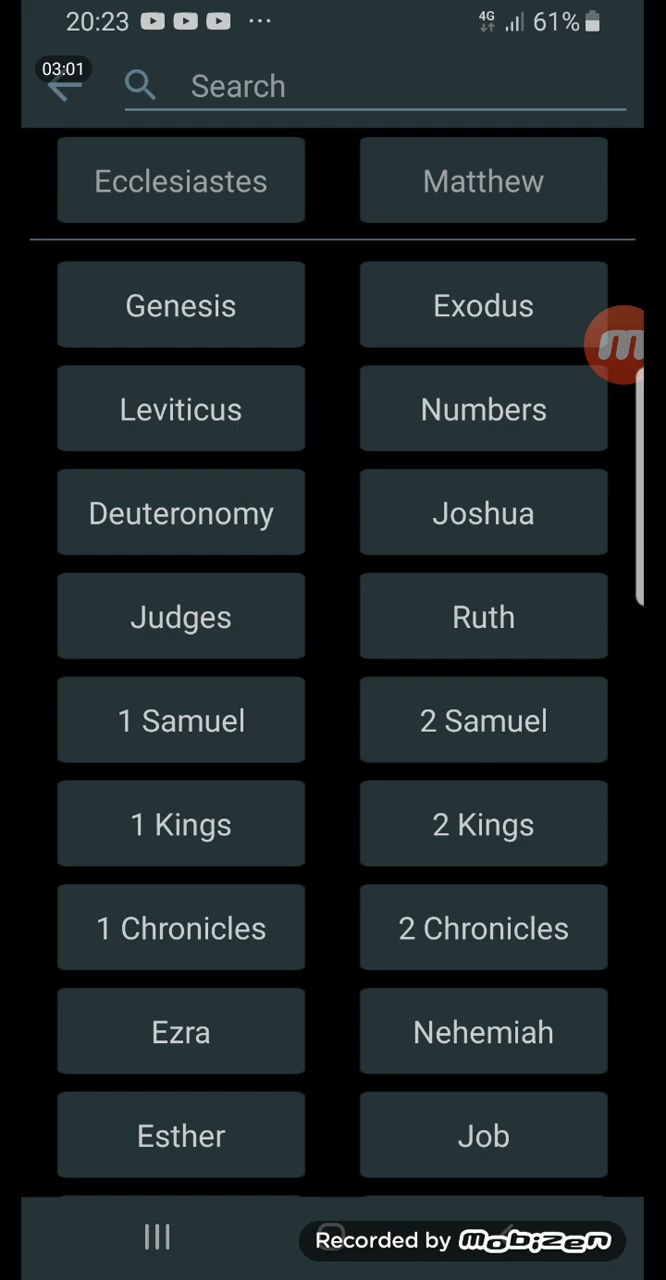 20:23 ... 4G 61%
03:01
Search
Ecclesiastes Matthew
Genesis Exodus
Leviticus Numbers
Deuteronomy Joshua
Judges Ruth
1 Samuel 2 Samuel
1 Kings 2 Kings
1 Chronicles 2 Chronicles
Ezra Nehemiah
Esther Job
Recorded by mobizen